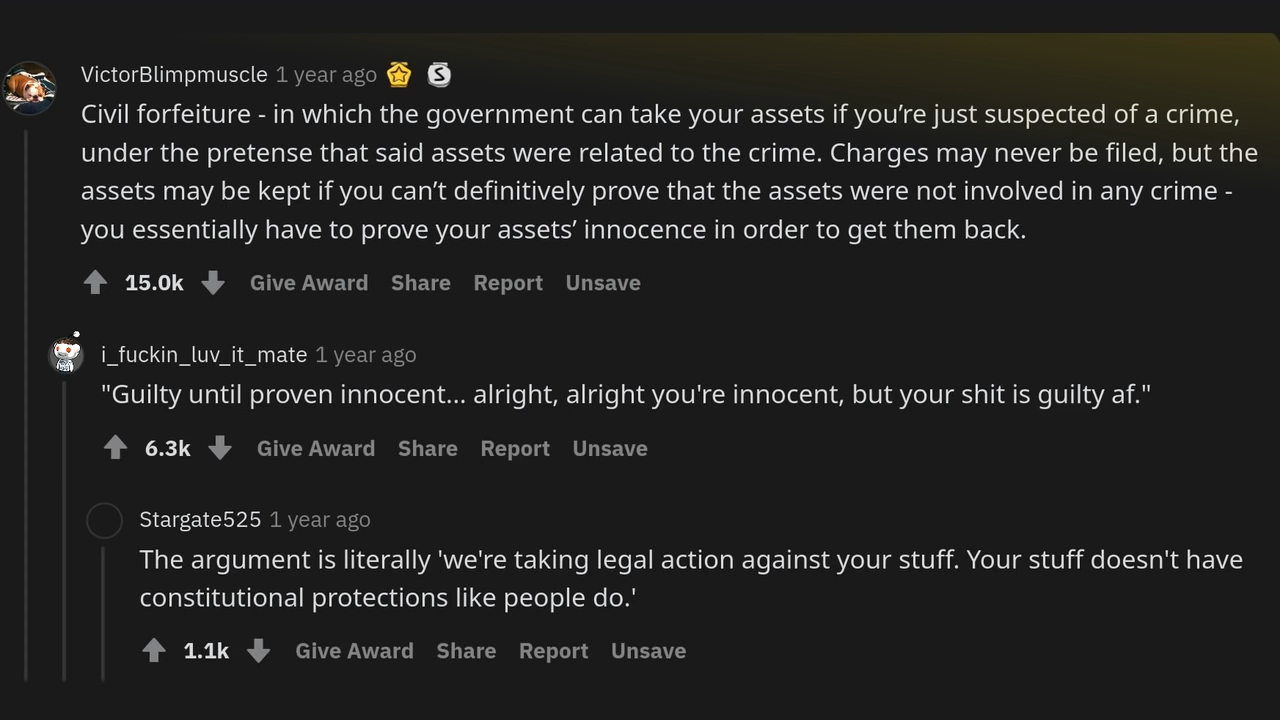 VictorBlimpmuscle 1 year ago
Civil forfeiture - in which the government can take your assets if you’re just suspected of a crime,
under the pretense that said assets were related to the crime. Charges may never be filed, but the
assets may be kept if you can’t definitively prove that the assets were not involved in any crime -
you essentially have to prove your assets’ innocence in order to get them back.
15.0k Give Award Share Report Unsave
i_fuckin_luv_it_mate 1 year ago
"Guilty until proven innocent... alright, alright you're innocent, but your shit is guilty af."
6.3k Give Award Share Report Unsave
Stargate525 1 year ago
The argument is literally 'we're taking legal action against your stuff. Your stuff doesn't have
constitutional protections like people do.'
1.1k Give Award Share Report Unsave